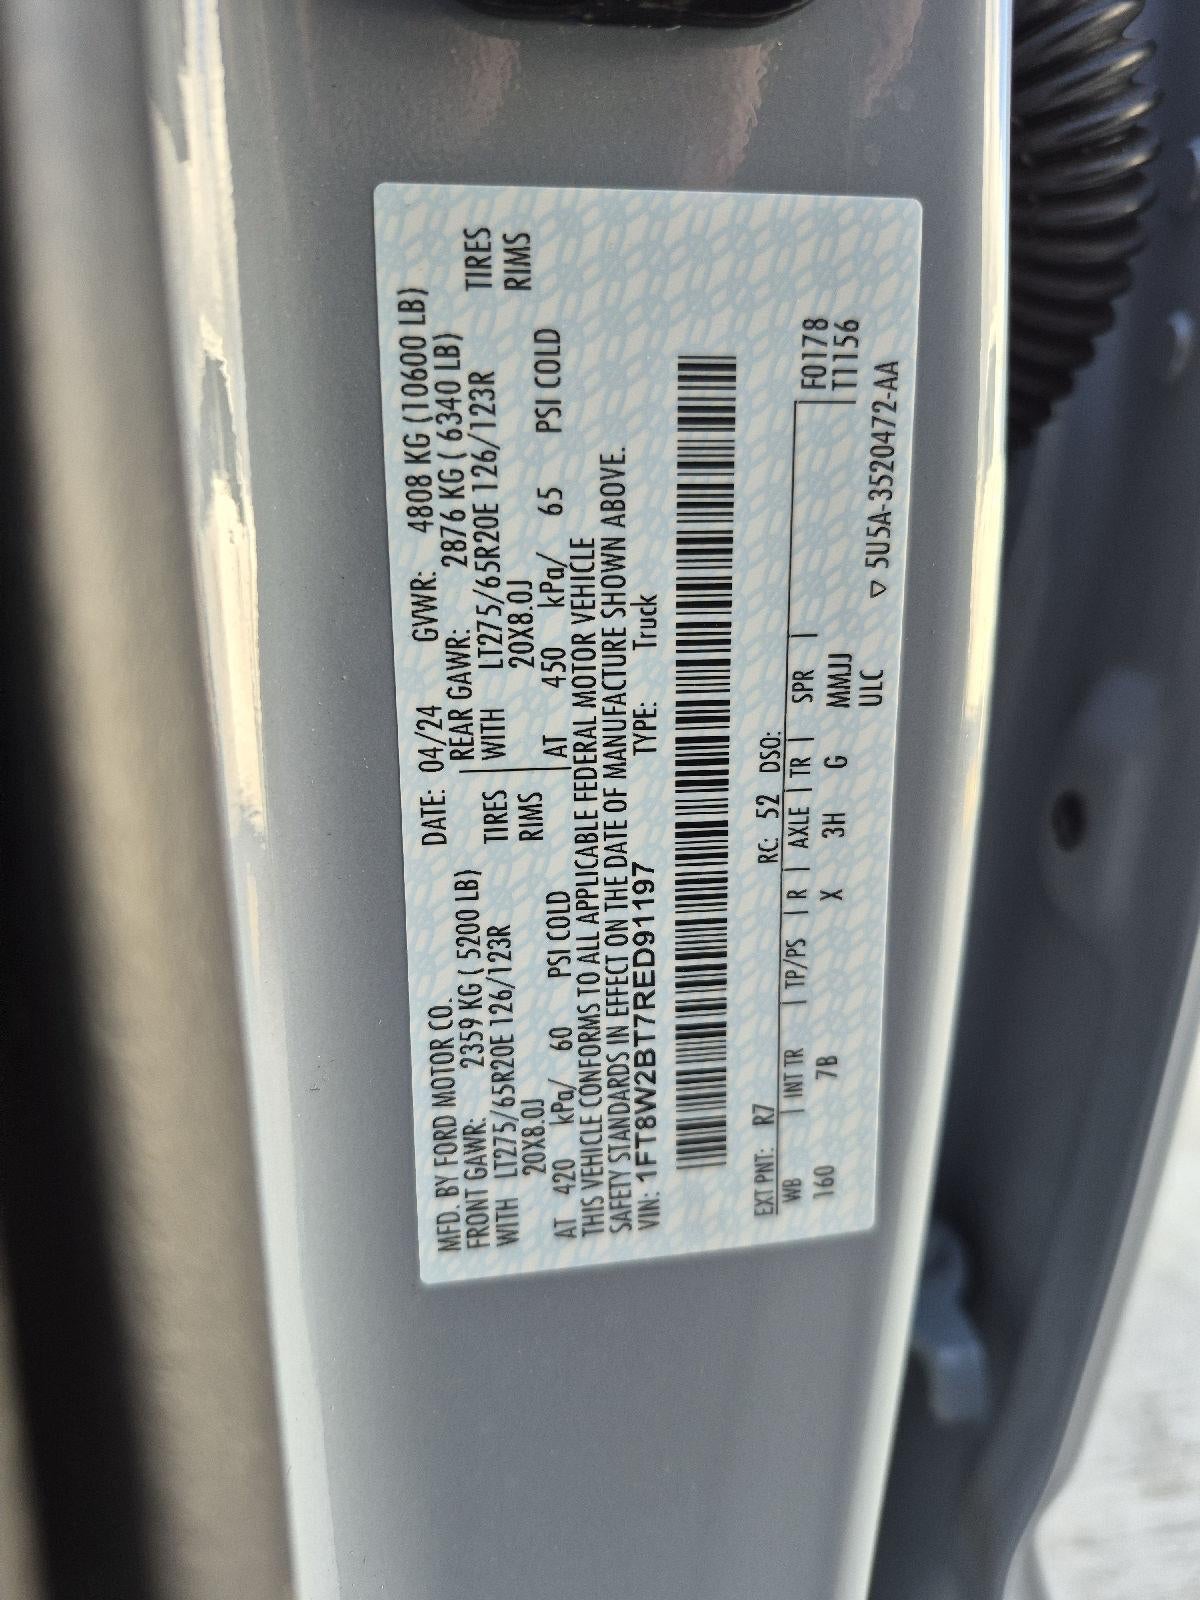 MFD. BY FORD MOTOR CO. DATE: 04/24 GVWR: 4808 KG (10600 LB)
FRONT GAWR: 2359 KG ( 5200 LB) REAR GAWR: 2876 KG ( 6340 LB)
WITH LT275/65R20E 126/123R TIRES WITH LT275/65R20E 126/123R TIRES
20X8.0J RIMS 20X8.0J RIMS
AT 420 kPa/ 60 PSI COLD AT 450 kPa/ 65 PSI COLD
THIS VEHICLE CONFORMS TO ALL APPLICABLE FEDERAL MOTOR VEHICLE
SAFETY STANDARDS IN EFFECT ON THE DATE OF MANUFACTURE SHOWN ABOVE.
VIN: 1FT8W2BT7RED91197 TYPE: Truck
EXT PNT: R7 RC: 52 DSO:
WB INT TR TP/PS R AXLE TR SPR F0178
160 7B X 3H G MMJJ T1156
ULC ▽ 5U5A-3520472-AA